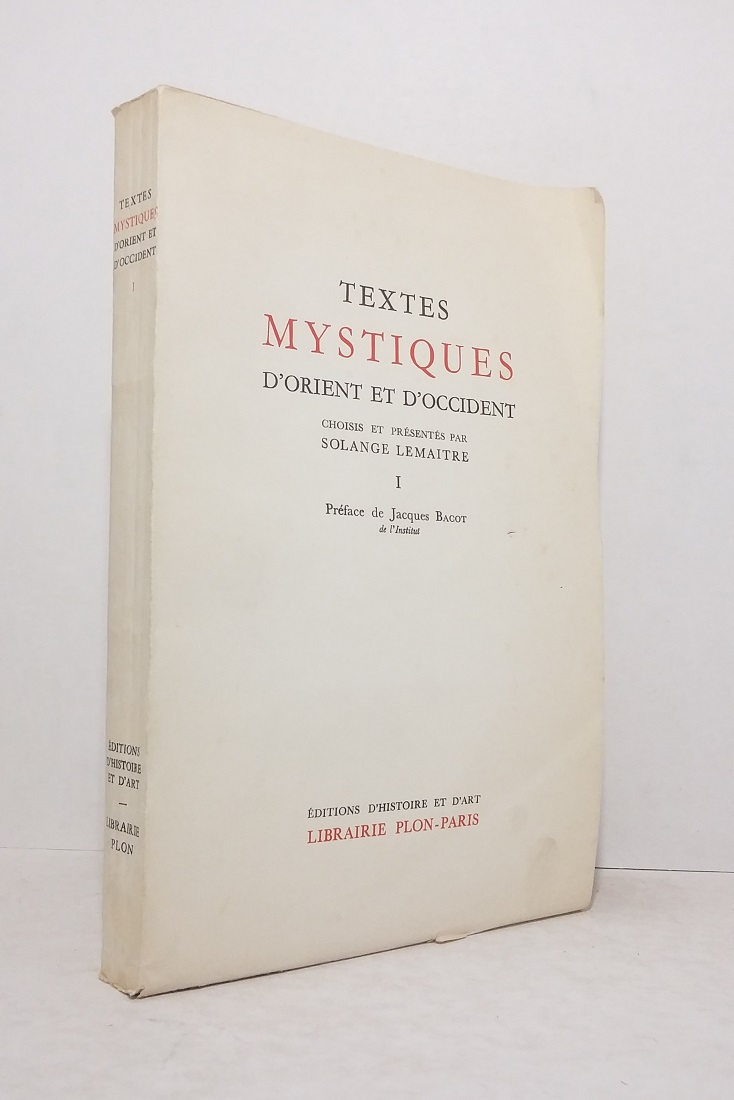 TEXTES
MYSTIQUES
D'ORIENT ET
D'OCCIDENT
I
ÉDITIONS
D'HISTOIRE
ET D'ART
LIBRAIRIE
PLON
TEXTES
MYSTIQUES
D'ORIENT ET D'OCCIDENT
CHOISIS ET PRÉSENTÉS PAR
SOLANGE LEMAITRE
I
Préface de Jacques BACOT
de l'Institut
ÉDITIONS D'HISTOIRE ET D'ART
LIBRAIRIE PLON-PARIS